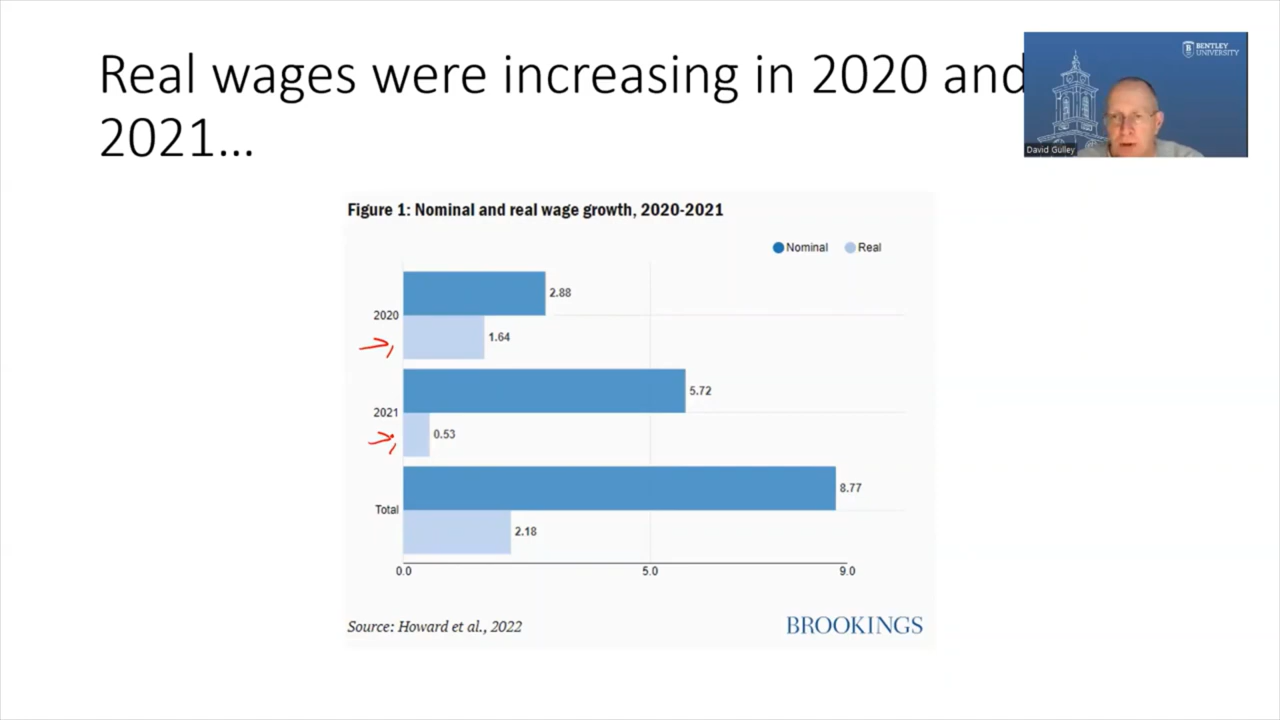 Real wages were increasing in 2020 and
2021...
BENTLEY
UNIVERSITY
David Gulley
Figure 1: Nominal and real wage growth, 2020-2021
Nominal Real
2.88
2020
1.64
5.72
2021
0.53
8.77
Total
2.18
0.0 5.0 9.0
Source: Howard et al., 2022
BROOKINGS